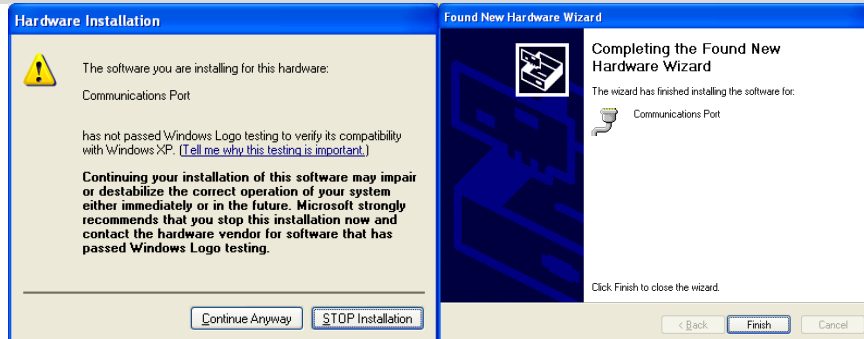 Hardware Installation
The software you are installing for this hardware:
Communications Port
has not passed Windows Logo testing to verify its compatibility
with Windows XP. (Tell me why this testing is important.)
Continuing your installation of this software may impair
or destabilize the correct operation of your system
either immediately or in the future. Microsoft strongly
recommends that you stop this installation now and
contact the hardware vendor for software that has
passed Windows Logo testing.
Continue Anyway
STOP Installation
Found New Hardware Wizard
Completing the Found New
Hardware Wizard
The wizard has finished installing the software for:
Communications Port
Click Finish to close the wizard.
< Back
Finish
Cancel